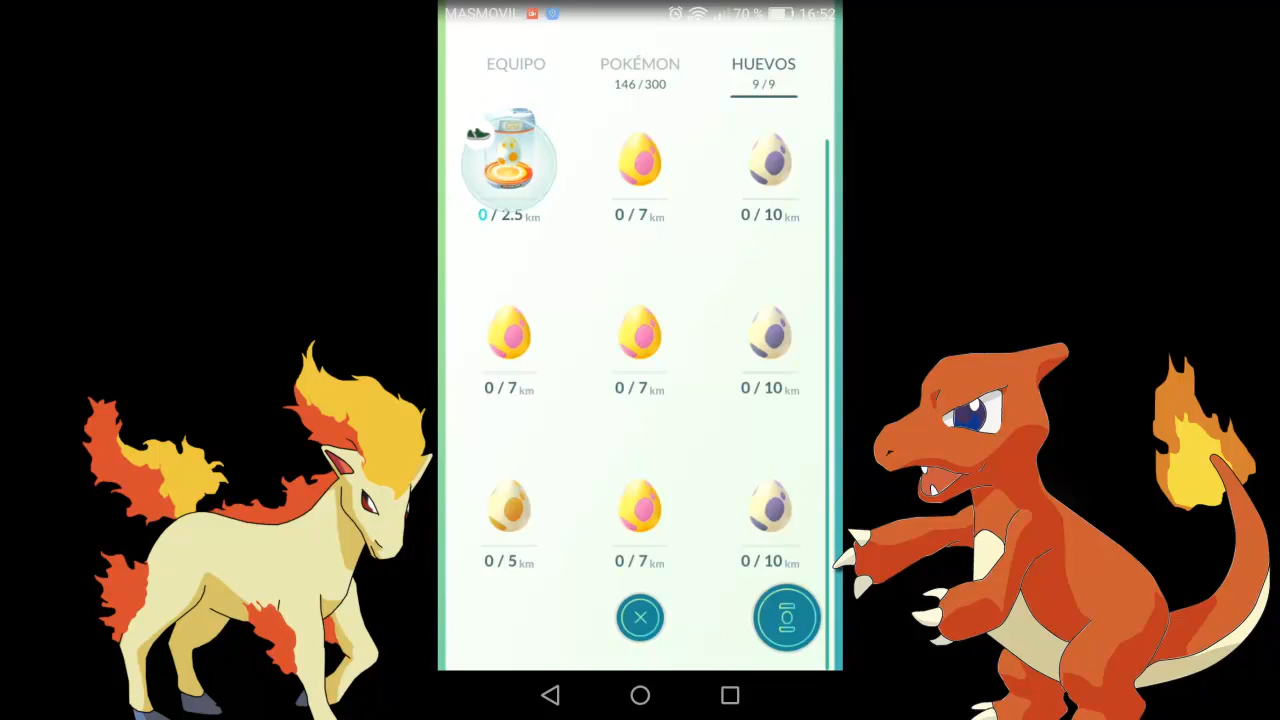 MASMOVIL 70 % 16:52
EQUIPO POKÉMON HUEVOS
146 / 300 9 / 9
0 / 2.5 km 0 / 7 km 0 / 10 km
0 / 7 km 0 / 7 km 0 / 10 km
0 / 5 km 0 / 7 km 0 / 10 km